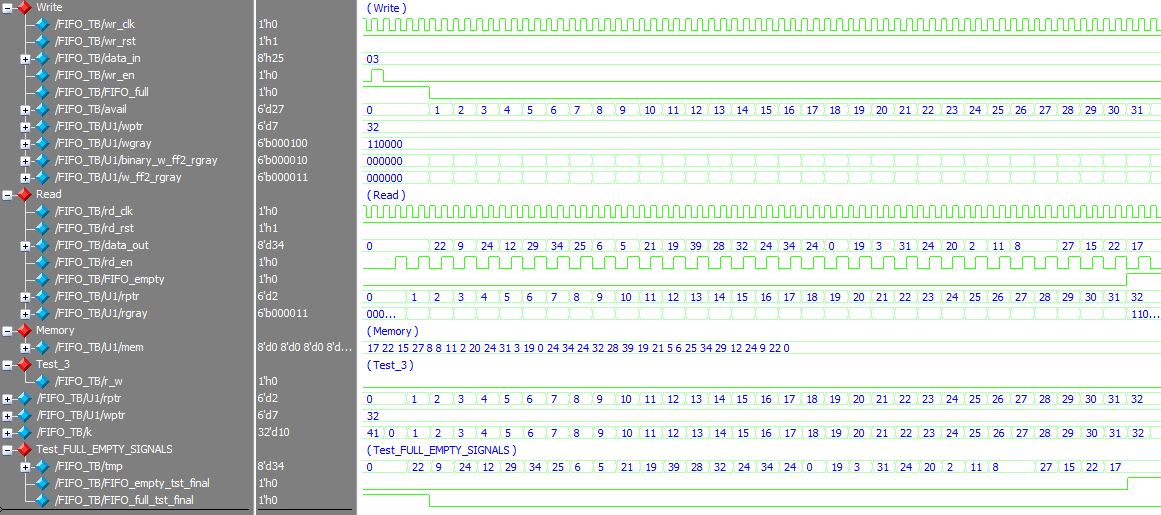 Write (Write)
/FIFO_TB/wr_clk 1'h0
/FIFO_TB/wr_rst 1'h1
/FIFO_TB/data_in 8'h25 03
/FIFO_TB/wr_en 1'h0
/FIFO_TB/FIFO_full 1'h0
/FIFO_TB/avail 6'd27 0 1 2 3 4 5 6 7 8 9 10 11 12 13 14 15 16 17 18 19 20 21 22 23 24 25 26 27 28 29 30 31
/FIFO_TB/U1/wptr 6'd7 32
/FIFO_TB/U1/wgray 6'b000100 110000
/FIFO_TB/U1/binary_w_ff2_rgray 6'b000010 000000
/FIFO_TB/U1/w_ff2_rgray 6'b000011 000000
Read (Read)
/FIFO_TB/rd_clk 1'h0
/FIFO_TB/rd_rst 1'h1
/FIFO_TB/data_out 8'd34 0 22 9 24 12 29 34 25 6 5 21 19 39 28 32 24 34 24 0 19 3 31 24 20 2 11 8 27 15 22 17
/FIFO_TB/rd_en 1'h0
/FIFO_TB/FIFO_empty 1'h0
/FIFO_TB/U1/rptr 6'd2 0 1 2 3 4 5 6 7 8 9 10 11 12 13 14 15 16 17 18 19 20 21 22 23 24 25 26 27 28 29 30 31 32
/FIFO_TB/U1/rgray 6'b000011 000... 110...
Memory (Memory)
/FIFO_TB/U1/mem 8'd0 8'd0 8'd0 8'd... 17 22 15 27 8 8 11 2 20 24 31 3 19 0 24 34 24 32 28 39 19 21 5 6 25 34 29 12 24 9 22 0
Test_3 (Test_3)
/FIFO_TB/r_w 1'h0
/FIFO_TB/U1/rptr 6'd2 0 1 2 3 4 5 6 7 8 9 10 11 12 13 14 15 16 17 18 19 20 21 22 23 24 25 26 27 28 29 30 31 32
/FIFO_TB/U1/wptr 6'd7 32
/FIFO_TB/k 32'd10 41 0 1 2 3 4 5 6 7 8 9 10 11 12 13 14 15 16 17 18 19 20 21 22 23 24 25 26 27 28 29 30 31 32
Test_FULL_EMPTY_SIGNALS (Test_FULL_EMPTY_SIGNALS)
/FIFO_TB/tmp 8'd34 0 22 9 24 12 29 34 25 6 5 21 19 39 28 32 24 34 24 0 19 3 31 24 20 2 11 8 27 15 22 17
/FIFO_TB/FIFO_empty_tst_final 1'h0
/FIFO_TB/FIFO_full_tst_final 1'h0